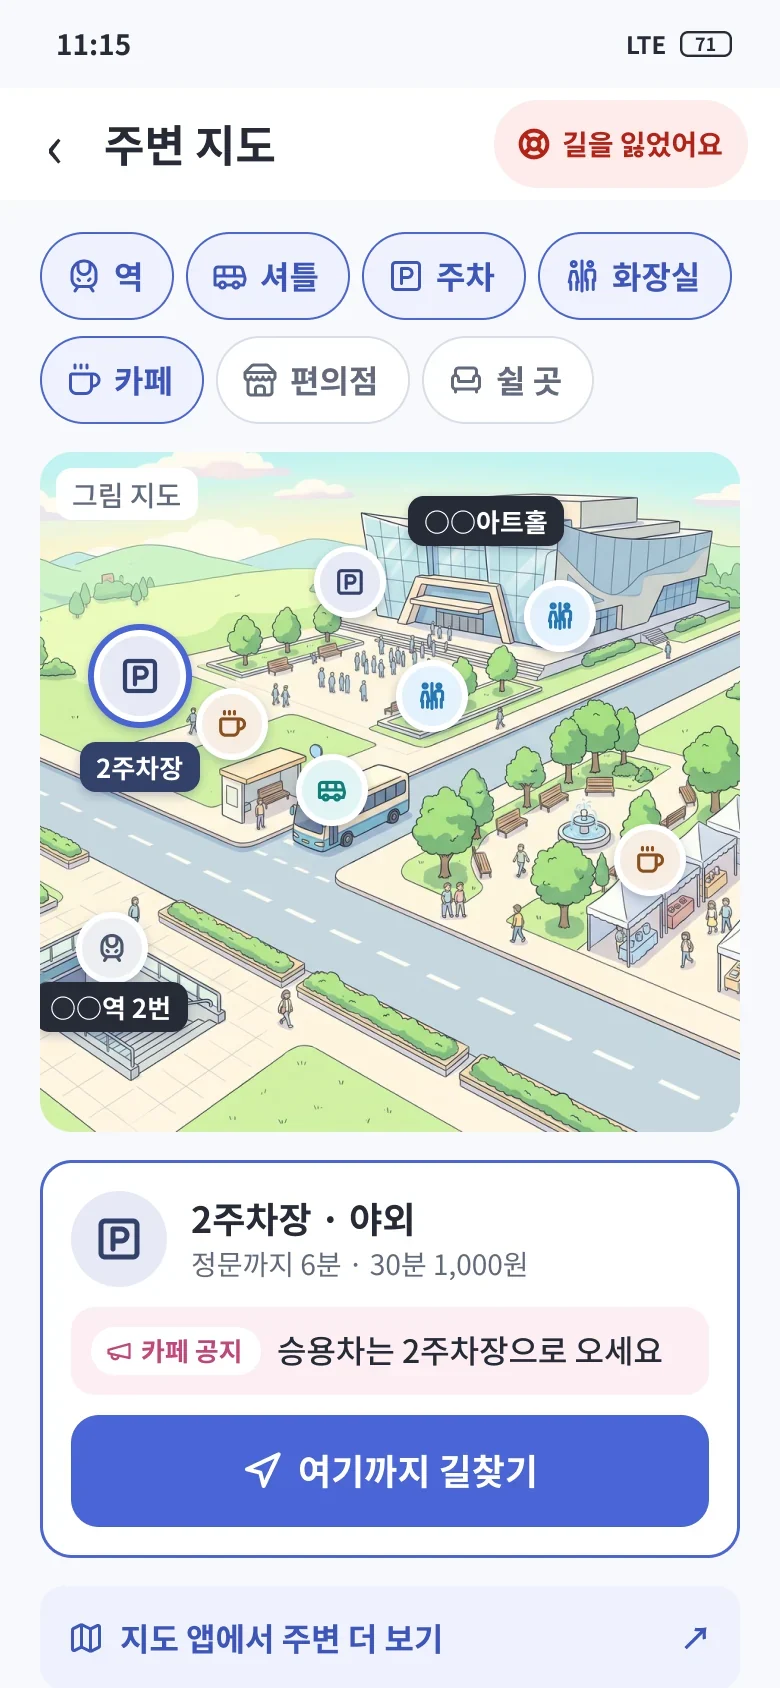 11:15
LTE 71
‹ 주변 지도
길을 잃었어요
역 셔틀 주차 화장실
카페 편의점 쉴 곳
그림 지도
○○아트홀
2주차장
○○역 2번
2주차장 · 야외
정문까지 6분 · 30분 1,000원
카페 공지 승용차는 2주차장으로 오세요
여기까지 길찾기
지도 앱에서 주변 더 보기 ↗